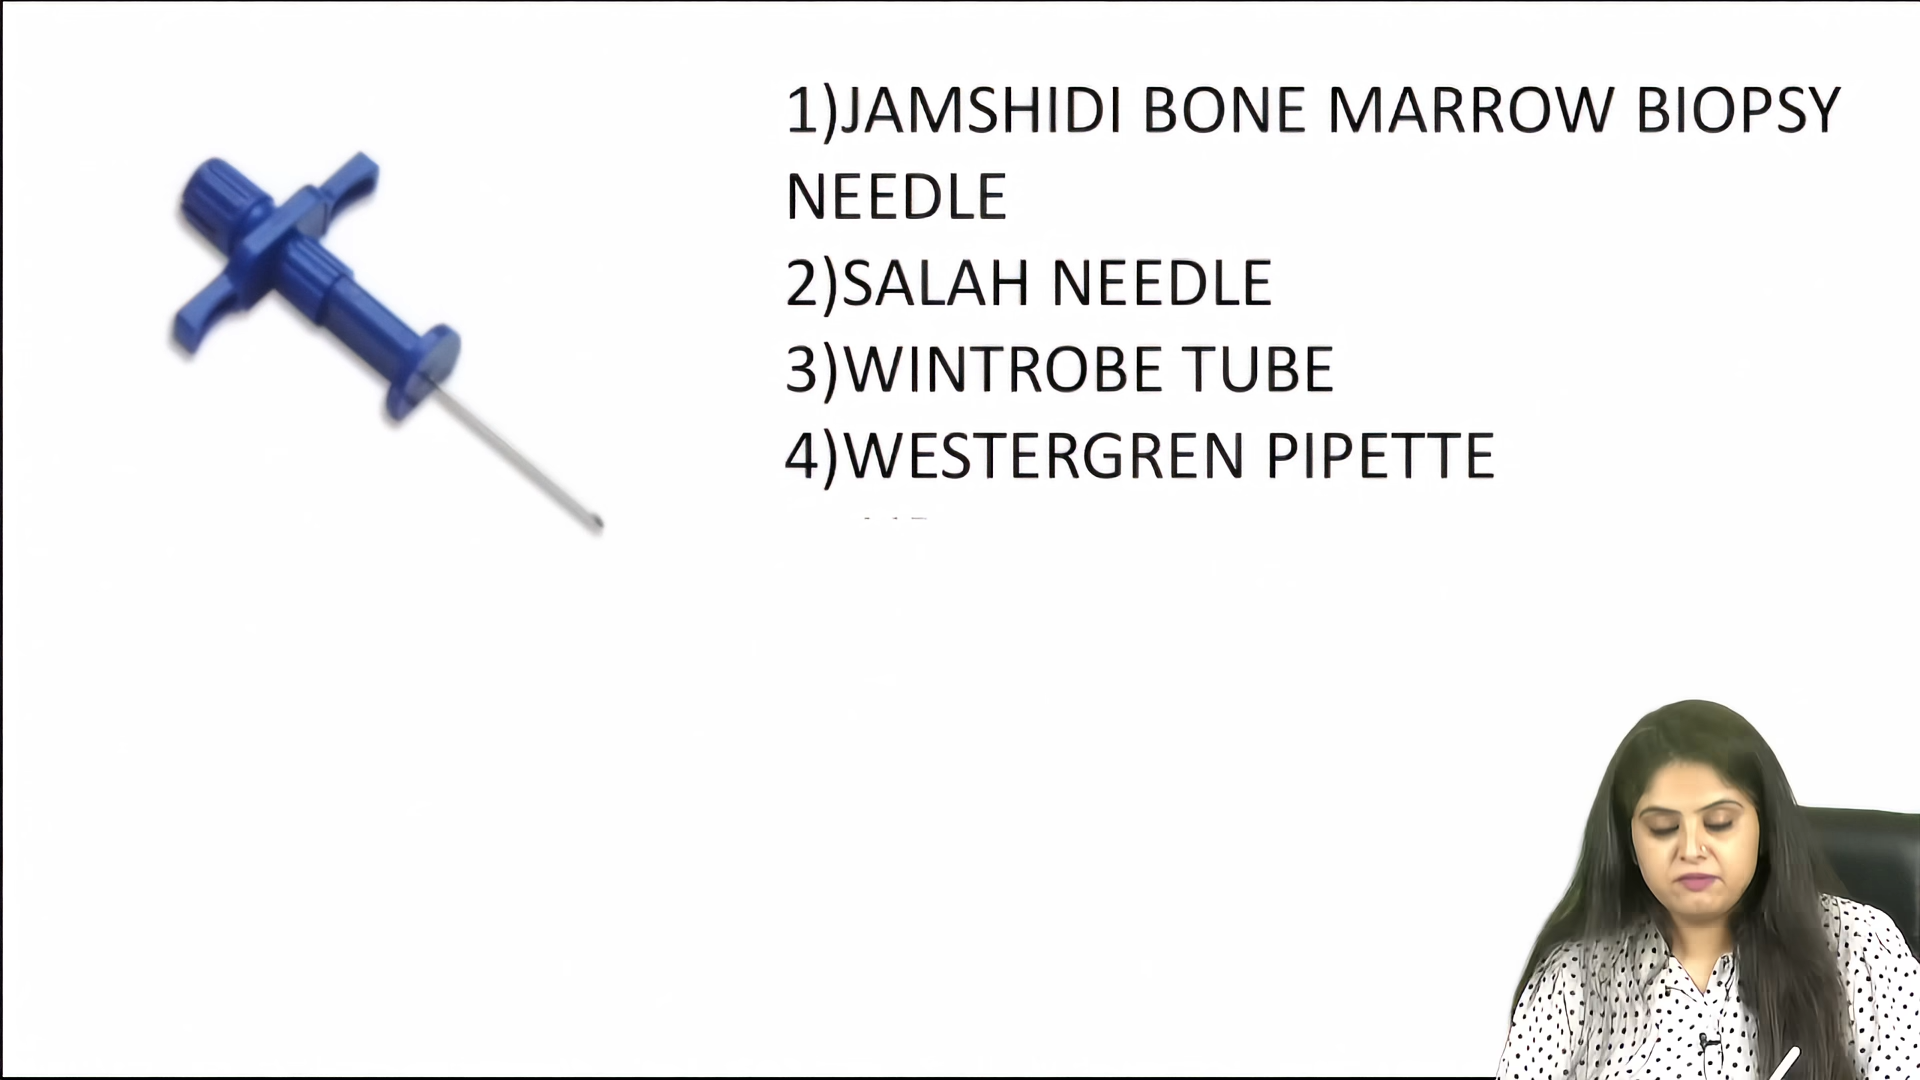 1)JAMSHIDI BONE MARROW BIOPSY
NEEDLE
2)SALAH NEEDLE
3)WINTROBE TUBE
4)WESTERGREN PIPETTE